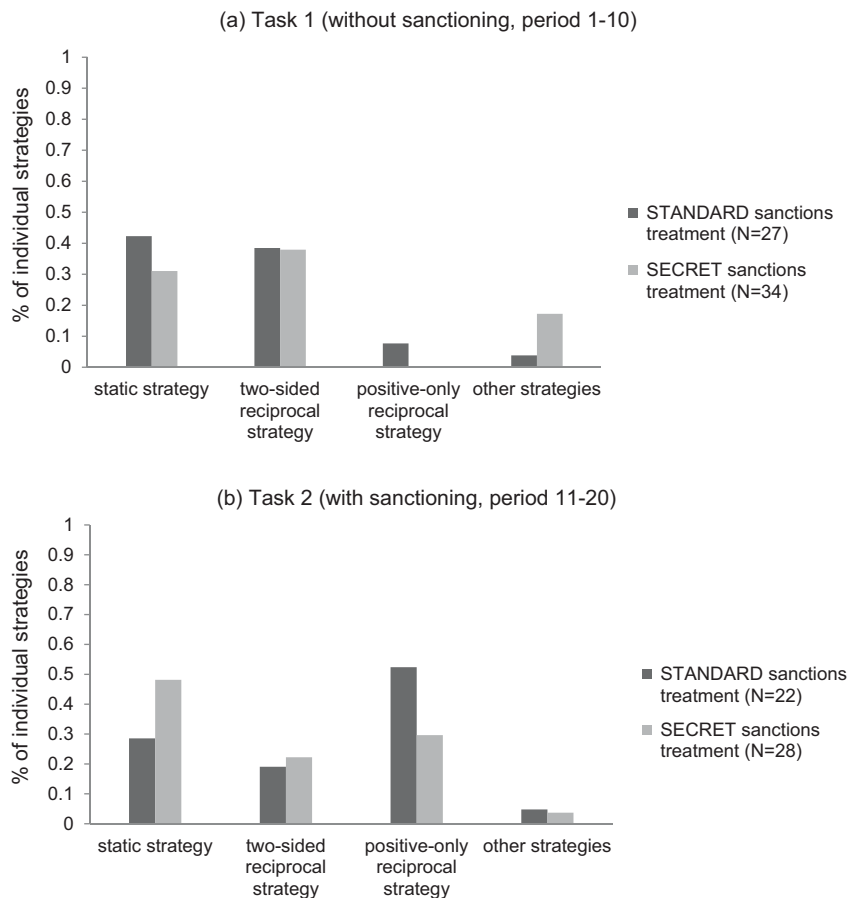 (a) Task 1 (without sanctioning, period 1-10)
% of individual strategies
1
0.9
0.8
0.7
0.6
0.5
0.4
0.3
0.2
0.1
0
static strategy
two-sided
reciprocal
strategy
positive-only
reciprocal
strategy
other strategies
STANDARD sanctions
treatment (N=27)
SECRET sanctions
treatment (N=34)
(b) Task 2 (with sanctioning, period 11-20)
% of individual strategies
1
0.9
0.8
0.7
0.6
0.5
0.4
0.3
0.2
0.1
0
static strategy
two-sided
reciprocal
strategy
positive-only
reciprocal
strategy
other strategies
STANDARD sanctions
treatment (N=22)
SECRET sanctions
treatment (N=28)